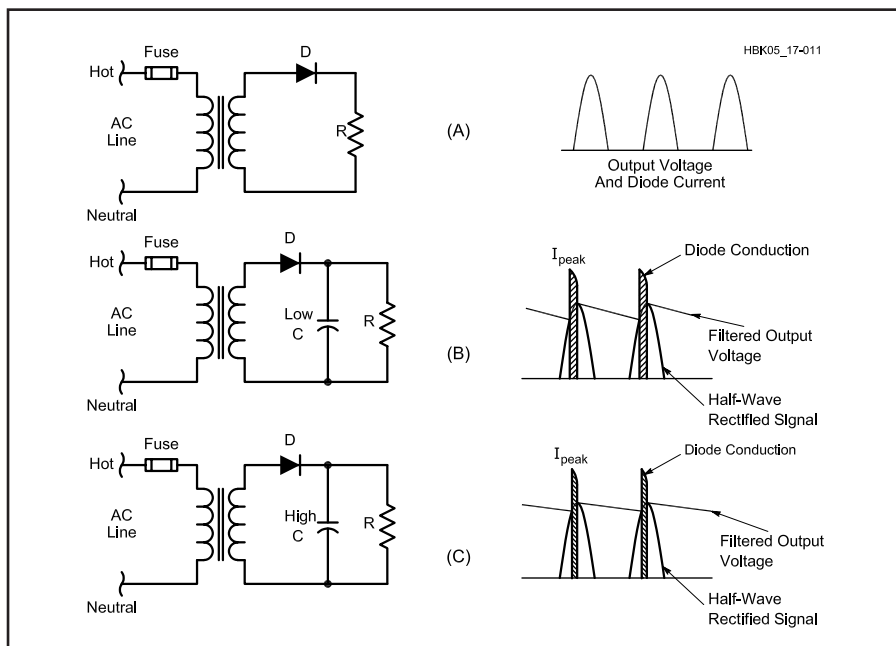 HBK05_17-011
Fuse
D
Hot
AC
Line
R
Neutral
(A)
Output Voltage
And Diode Current
Fuse
D
Hot
AC
Line
Low
C
R
Neutral
(B)
Ipeak
Diode Conduction
Filtered Output
Voltage
Half-Wave
Rectified Signal
Fuse
D
Hot
AC
Line
High
C
R
Neutral
(C)
Ipeak
Diode Conduction
Filtered Output
Voltage
Half-Wave
Rectified Signal